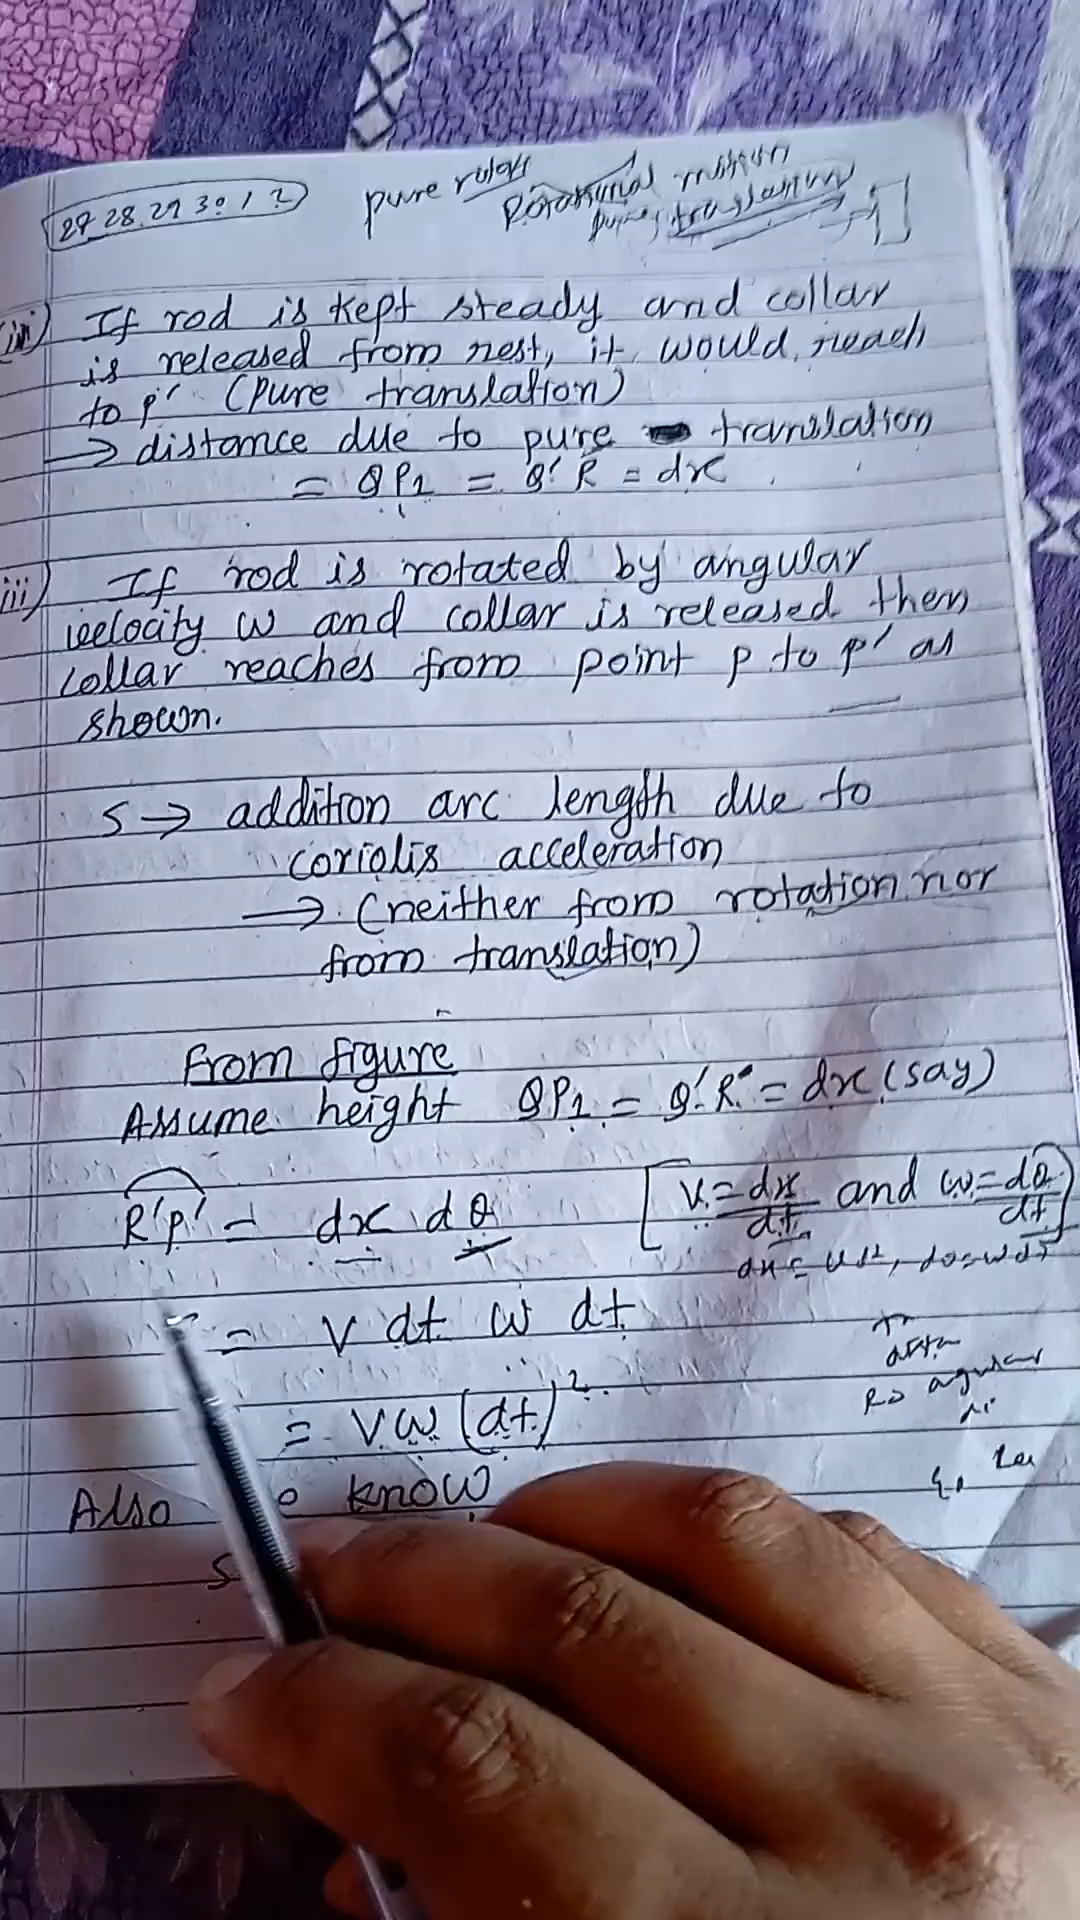 27 28.29 30 1 2
pure
Rotational motion
pure translation
(iii) If rod is kept steady and collar
is released from rest, it would reach
to p' (pure translation)
→ distance due to pure translation
= QP1 = Q'R = dx
iii) If rod is rotated by angular
velocity ω and collar is released then
collar reaches from point p to p' as
shown.
S → addition arc length due to
coriolis acceleration
→ (neither from rotation nor
from translation)
From figure
Assume height QP1 = Q'R' = dx (say)
R'p' = dx dθ [v = dx/dt and ω = dθ/dt]
= v dt ω dt
= vω (dt)².
Also know
S